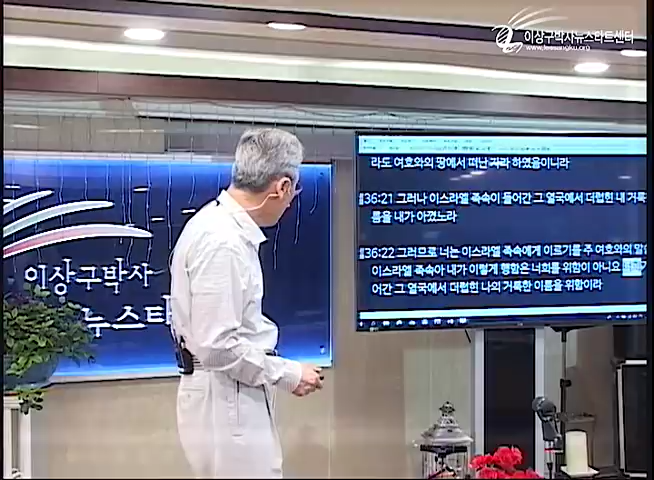 이상구박사뉴스타트센터
www.leesangku.org
라도 여호와의 땅에서 떠난 자라 하였음이니라
36:21 그러나 이스라엘 족속이 들어간 그 열국에서 더럽힌 내 거룩
름을 내가 아꼈노라
36:22 그러므로 너는 이스라엘 족속에게 이르기를 주 여호와의 말씀
이스라엘 족속아 내가 이렇게 행함은 너희를 위함이 아니요
어간 그 열국에서 더럽힌 나의 거룩한 이름을 위함이라
이상구박사
뉴스타